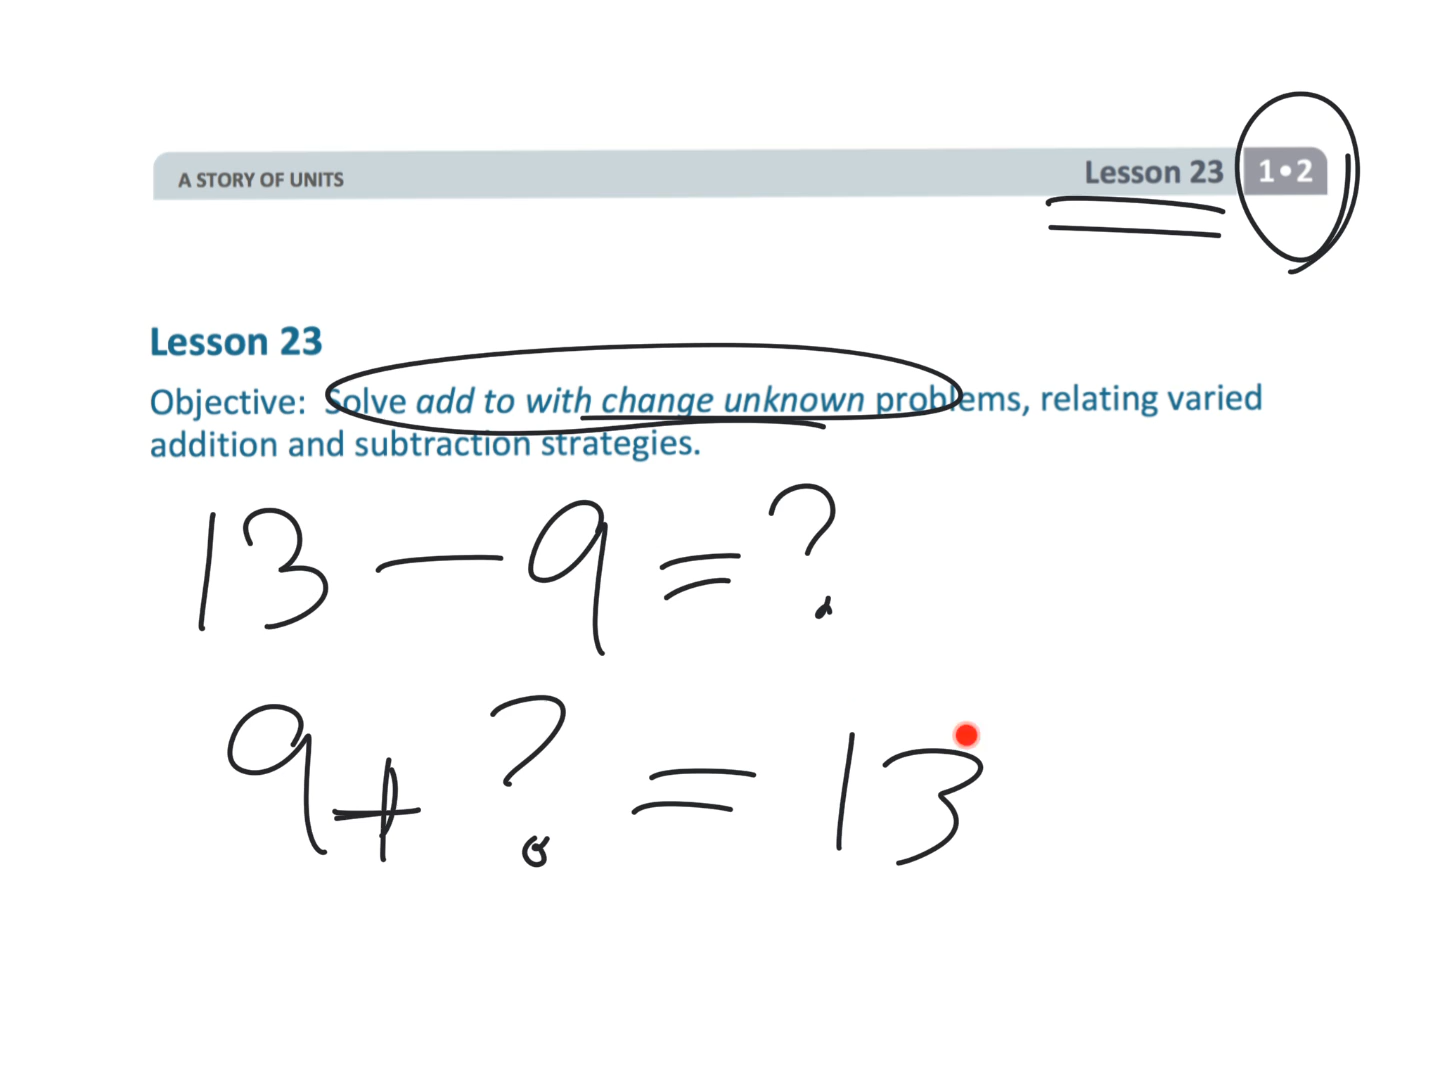 A STORY OF UNITS Lesson 23 1•2
Lesson 23
Objective: Solve add to with change unknown problems, relating varied
addition and subtraction strategies.
13 - 9 = ?
9 + ? = 13